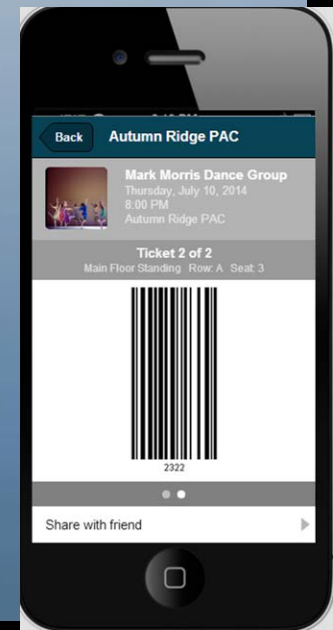 Back Autumn Ridge PAC
Mark Morris Dance Group
Thursday, July 10, 2014
8:00 PM
Autumn Ridge PAC
Ticket 2 of 2
Main Floor Standing Row: A Seat: 3
2322
Share with friend